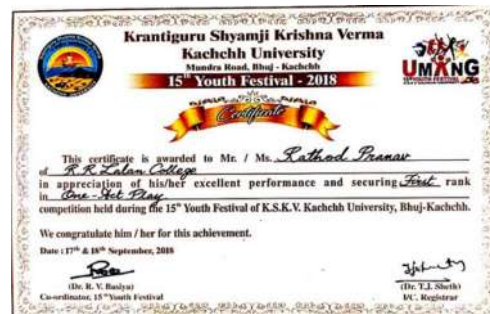 Krantiguru Shyamji Krishna Verma
Kachchh University
Mundra Road, Bhuj - Kachchh
15th Youth Festival - 2018
UMANG
Certificate
This certificate is awarded to Mr. / Ms. Rathod Pranav
of R.R. Lalan College
in appreciation of his/her excellent performance and securing First rank
in One-Act Play
competition held during the 15th Youth Festival of K.S.K.V. Kachchh University, Bhuj-Kachchh.
We congratulate him / her for this achievement.
Date : 17th & 18th September, 2018
(Dr. R. V. Basiya)
Co-ordinator, 15th Youth Festival
(Dr. T.J. Sheth)
I/C. Registrar